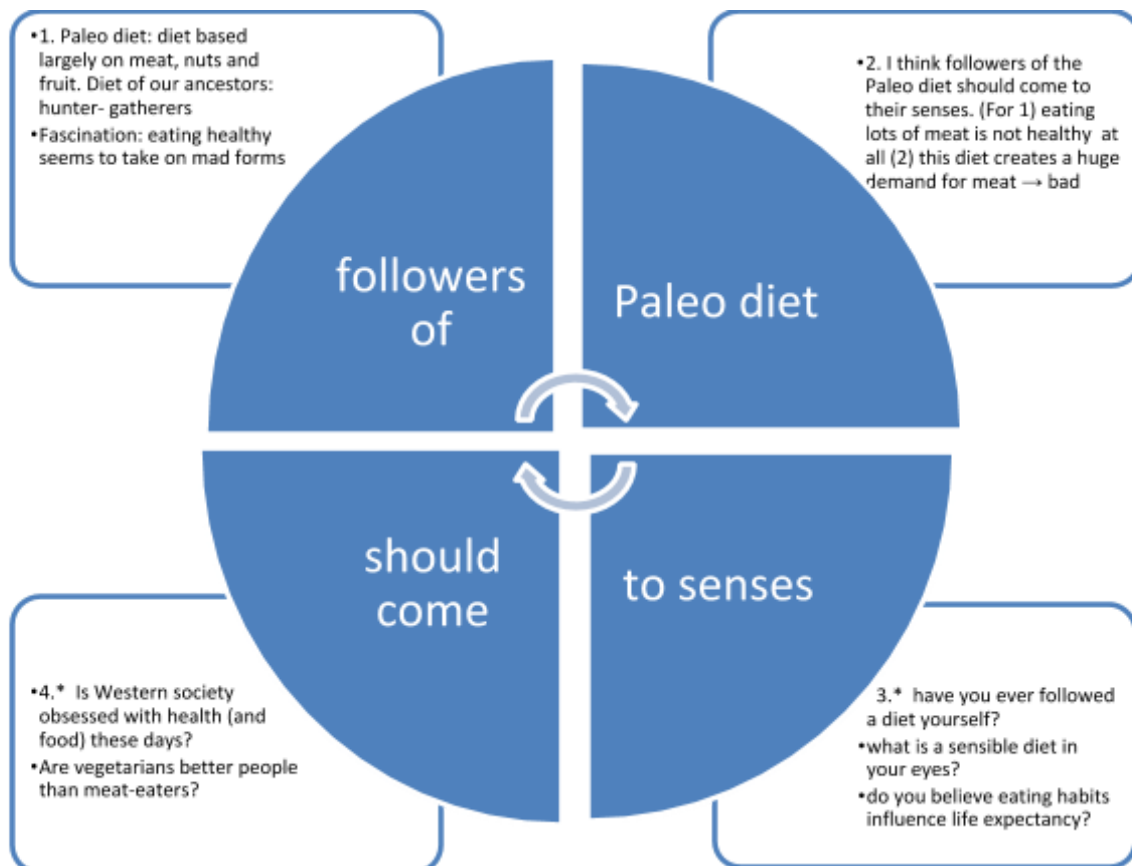 •1. Paleo diet: diet based
largely on meat, nuts and
fruit. Diet of our ancestors:
hunter- gatherers
•Fascination: eating healthy
seems to take on mad forms
•2. I think followers of the
Paleo diet should come to
their senses. (For 1) eating
lots of meat is not healthy at
all (2) this diet creates a huge
demand for meat → bad
followers
of
Paleo diet
should
come
to senses
•4.* Is Western society
obsessed with health (and
food) these days?
•Are vegetarians better people
than meat-eaters?
3.* have you ever followed
a diet yourself?
•what is a sensible diet in
your eyes?
•do you believe eating habits
influence life expectancy?